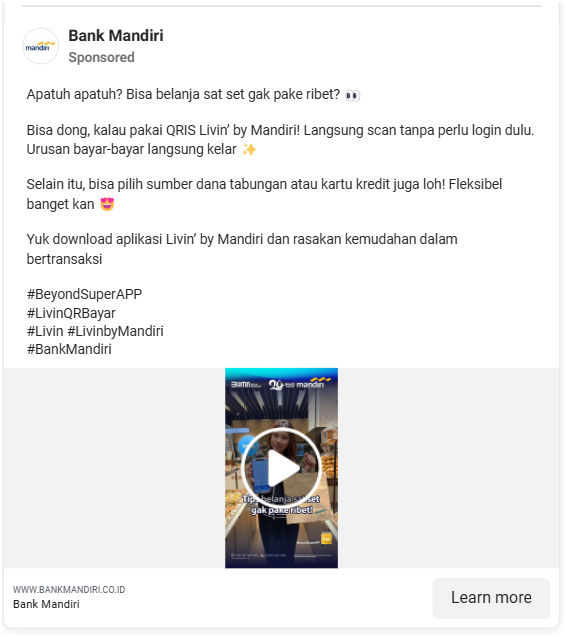 mandiri
Bank Mandiri
Sponsored
Apatuh apatuh? Bisa belanja sat set gak pake ribet? 👀
Bisa dong, kalau pakai QRIS Livin’ by Mandiri! Langsung scan tanpa perlu login dulu.
Urusan bayar-bayar langsung kelar ✨
Selain itu, bisa pilih sumber dana tabungan atau kartu kredit juga loh! Fleksibel
banget kan 😍
Yuk download aplikasi Livin’ by Mandiri dan rasakan kemudahan dalam
bertransaksi
#BeyondSuperAPP
#LivinQRBayar
#Livin #LivinbyMandiri
#BankMandiri
BUMN
mandiri
Tips belanja sat set
gak pake ribet!
WWW.BANKMANDIRI.CO.ID
Bank Mandiri
Learn more